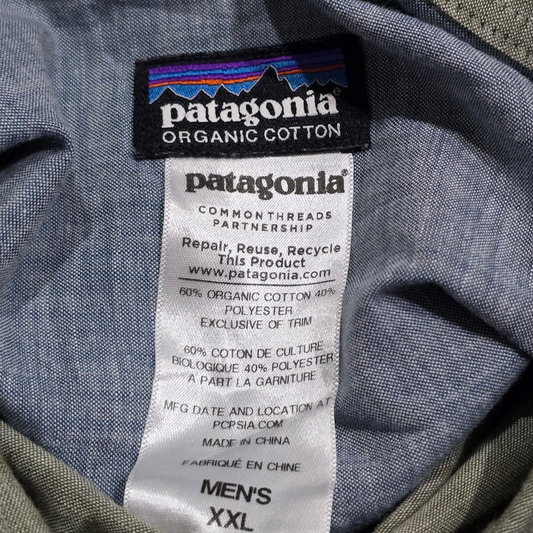 patagonia®
ORGANIC COTTON
patagonia®
COMMONTHREADS
PARTNERSHIP
Repair, Reuse, Recycle
This Product
www.patagonia.com
60% ORGANIC COTTON 40%
POLYESTER
EXCLUSIVE OF TRIM
60% COTON DE CULTURE
BIOLOGIQUE 40% POLYESTER
À PART LA GARNITURE
MFG DATE AND LOCATION AT
PCPSIA.COM
MADE IN CHINA
FABRIQUÉ EN CHINE
MEN'S
XXL